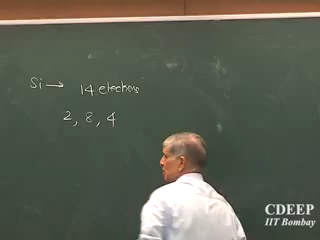 Si → 14 electrons
2, 8, 4
CDEEP
IIT Bombay